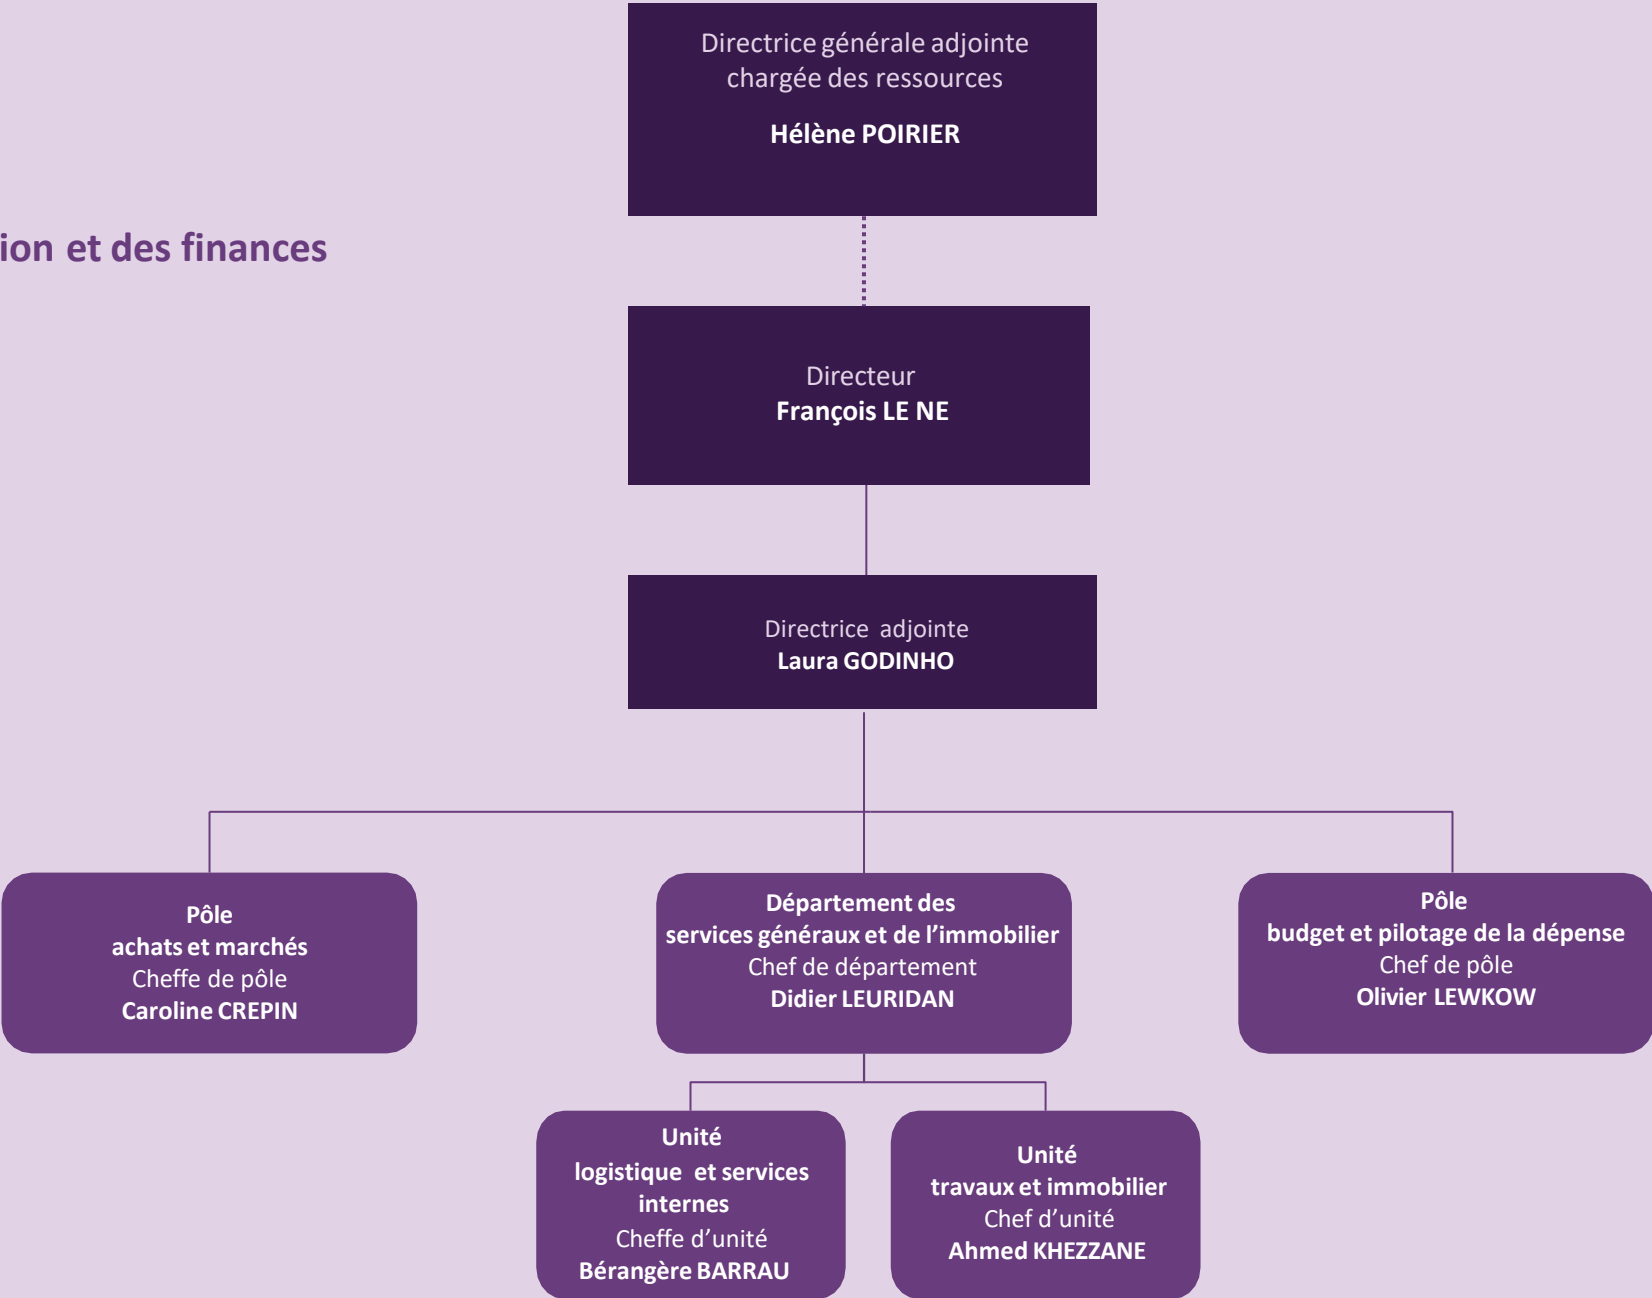 Directrice générale adjointe
chargée des ressources
Hélène POIRIER
ion et des finances
Directeur
François LE NE
Directrice adjointe
Laura GODINHO
Pôle
achats et marchés
Cheffe de pôle
Caroline CREPIN
Département des
services généraux et de l’immobilier
Chef de département
Didier LEURIDAN
Pôle
budget et pilotage de la dépense
Chef de pôle
Olivier LEWKOW
Unité
logistique et services
internes
Cheffe d’unité
Bérangère BARRAU
Unité
travaux et immobilier
Chef d’unité
Ahmed KHEZZANE